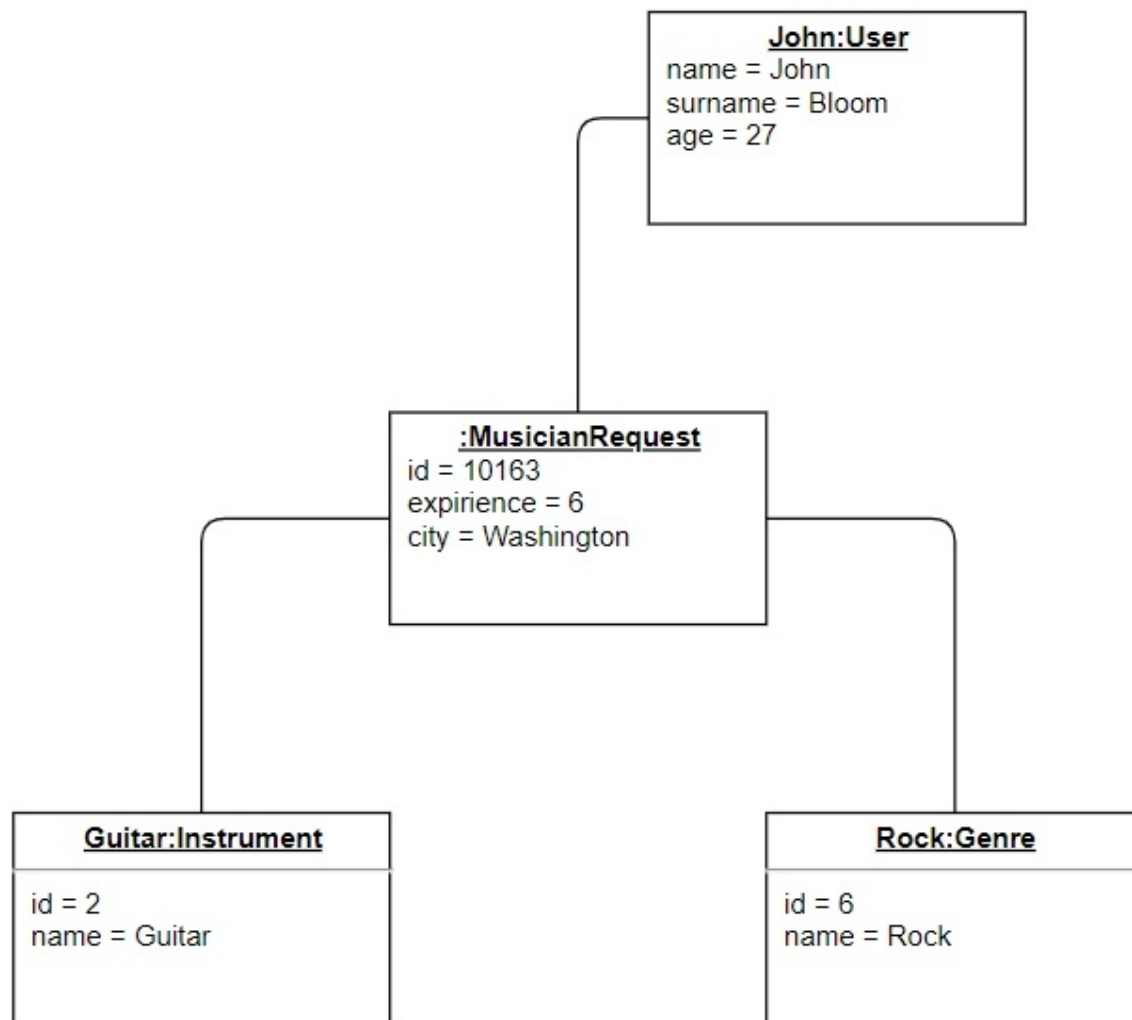 John:User
name = John
surname = Bloom
age = 27
:MusicianRequest
id = 10163
expirience = 6
city = Washington
Guitar:Instrument
id = 2
name = Guitar
Rock:Genre
id = 6
name = Rock